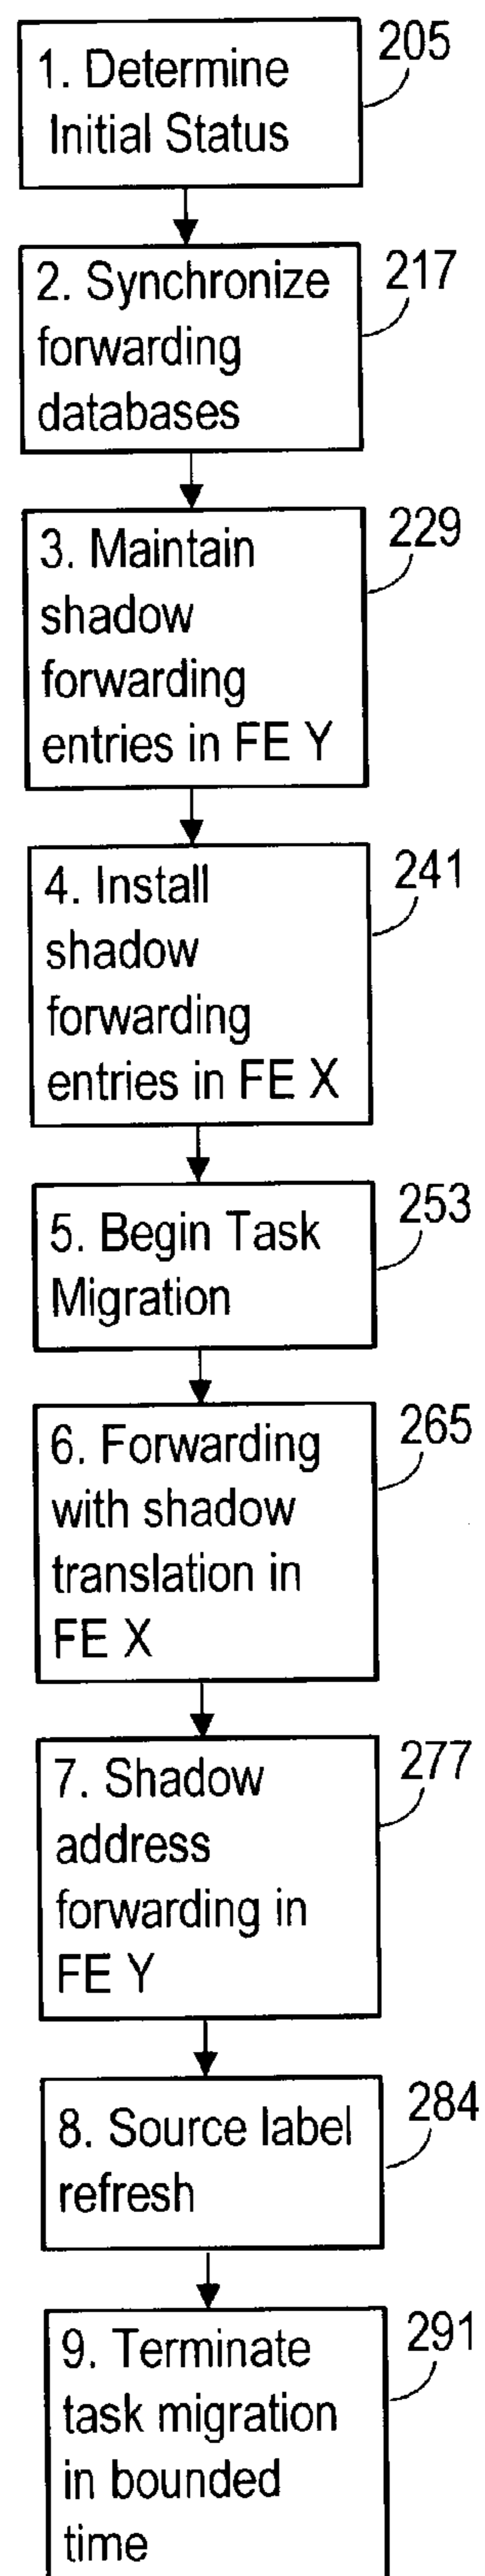 205
1. Determine
Initial Status
217
2. Synchronize
forwarding
databases
229
3. Maintain
shadow
forwarding
entries in FE Y
241
4. Install
shadow
forwarding
entries in FE X
253
5. Begin Task
Migration
265
6. Forwarding
with shadow
translation in
FE X
277
7. Shadow
address
forwarding in
FE Y
284
8. Source label
refresh
291
9. Terminate
task migration
in bounded
time